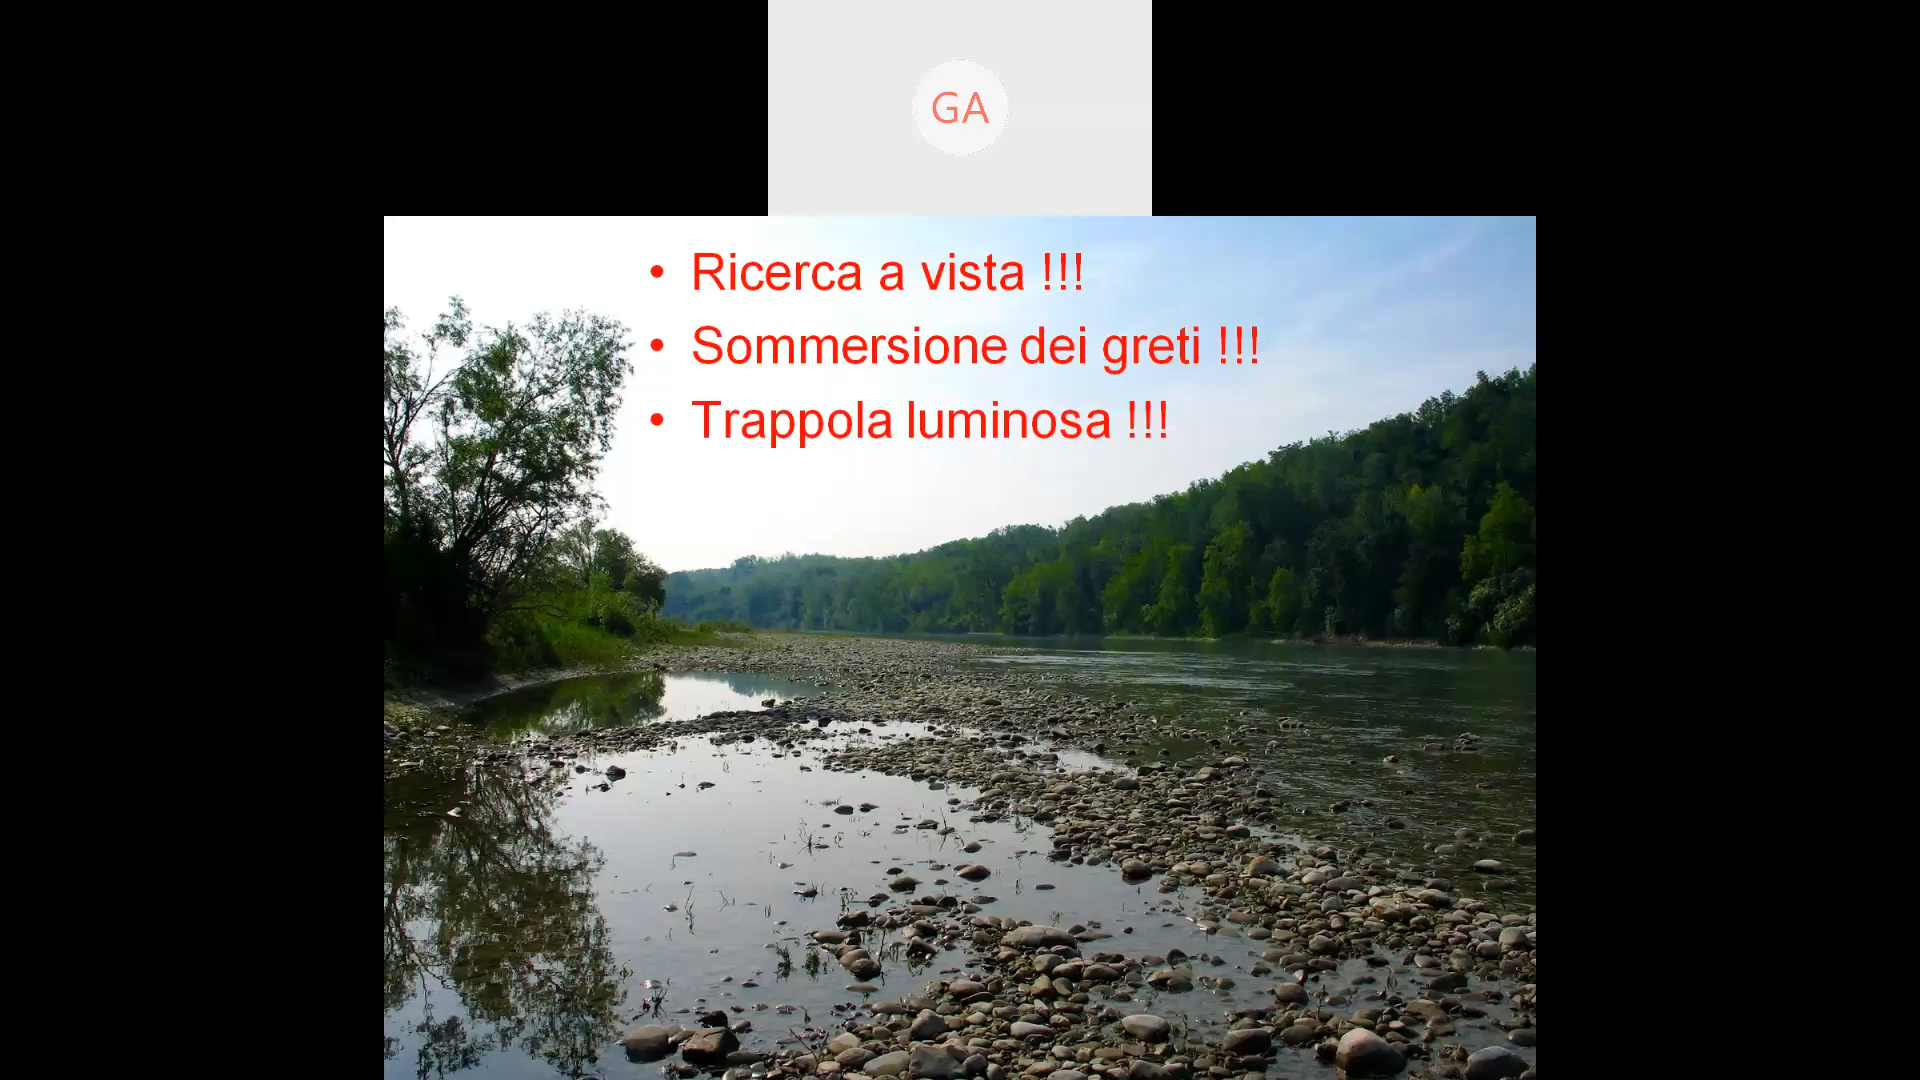 GA
• Ricerca a vista !!!
• Sommersione dei greti !!!
• Trappola luminosa !!!